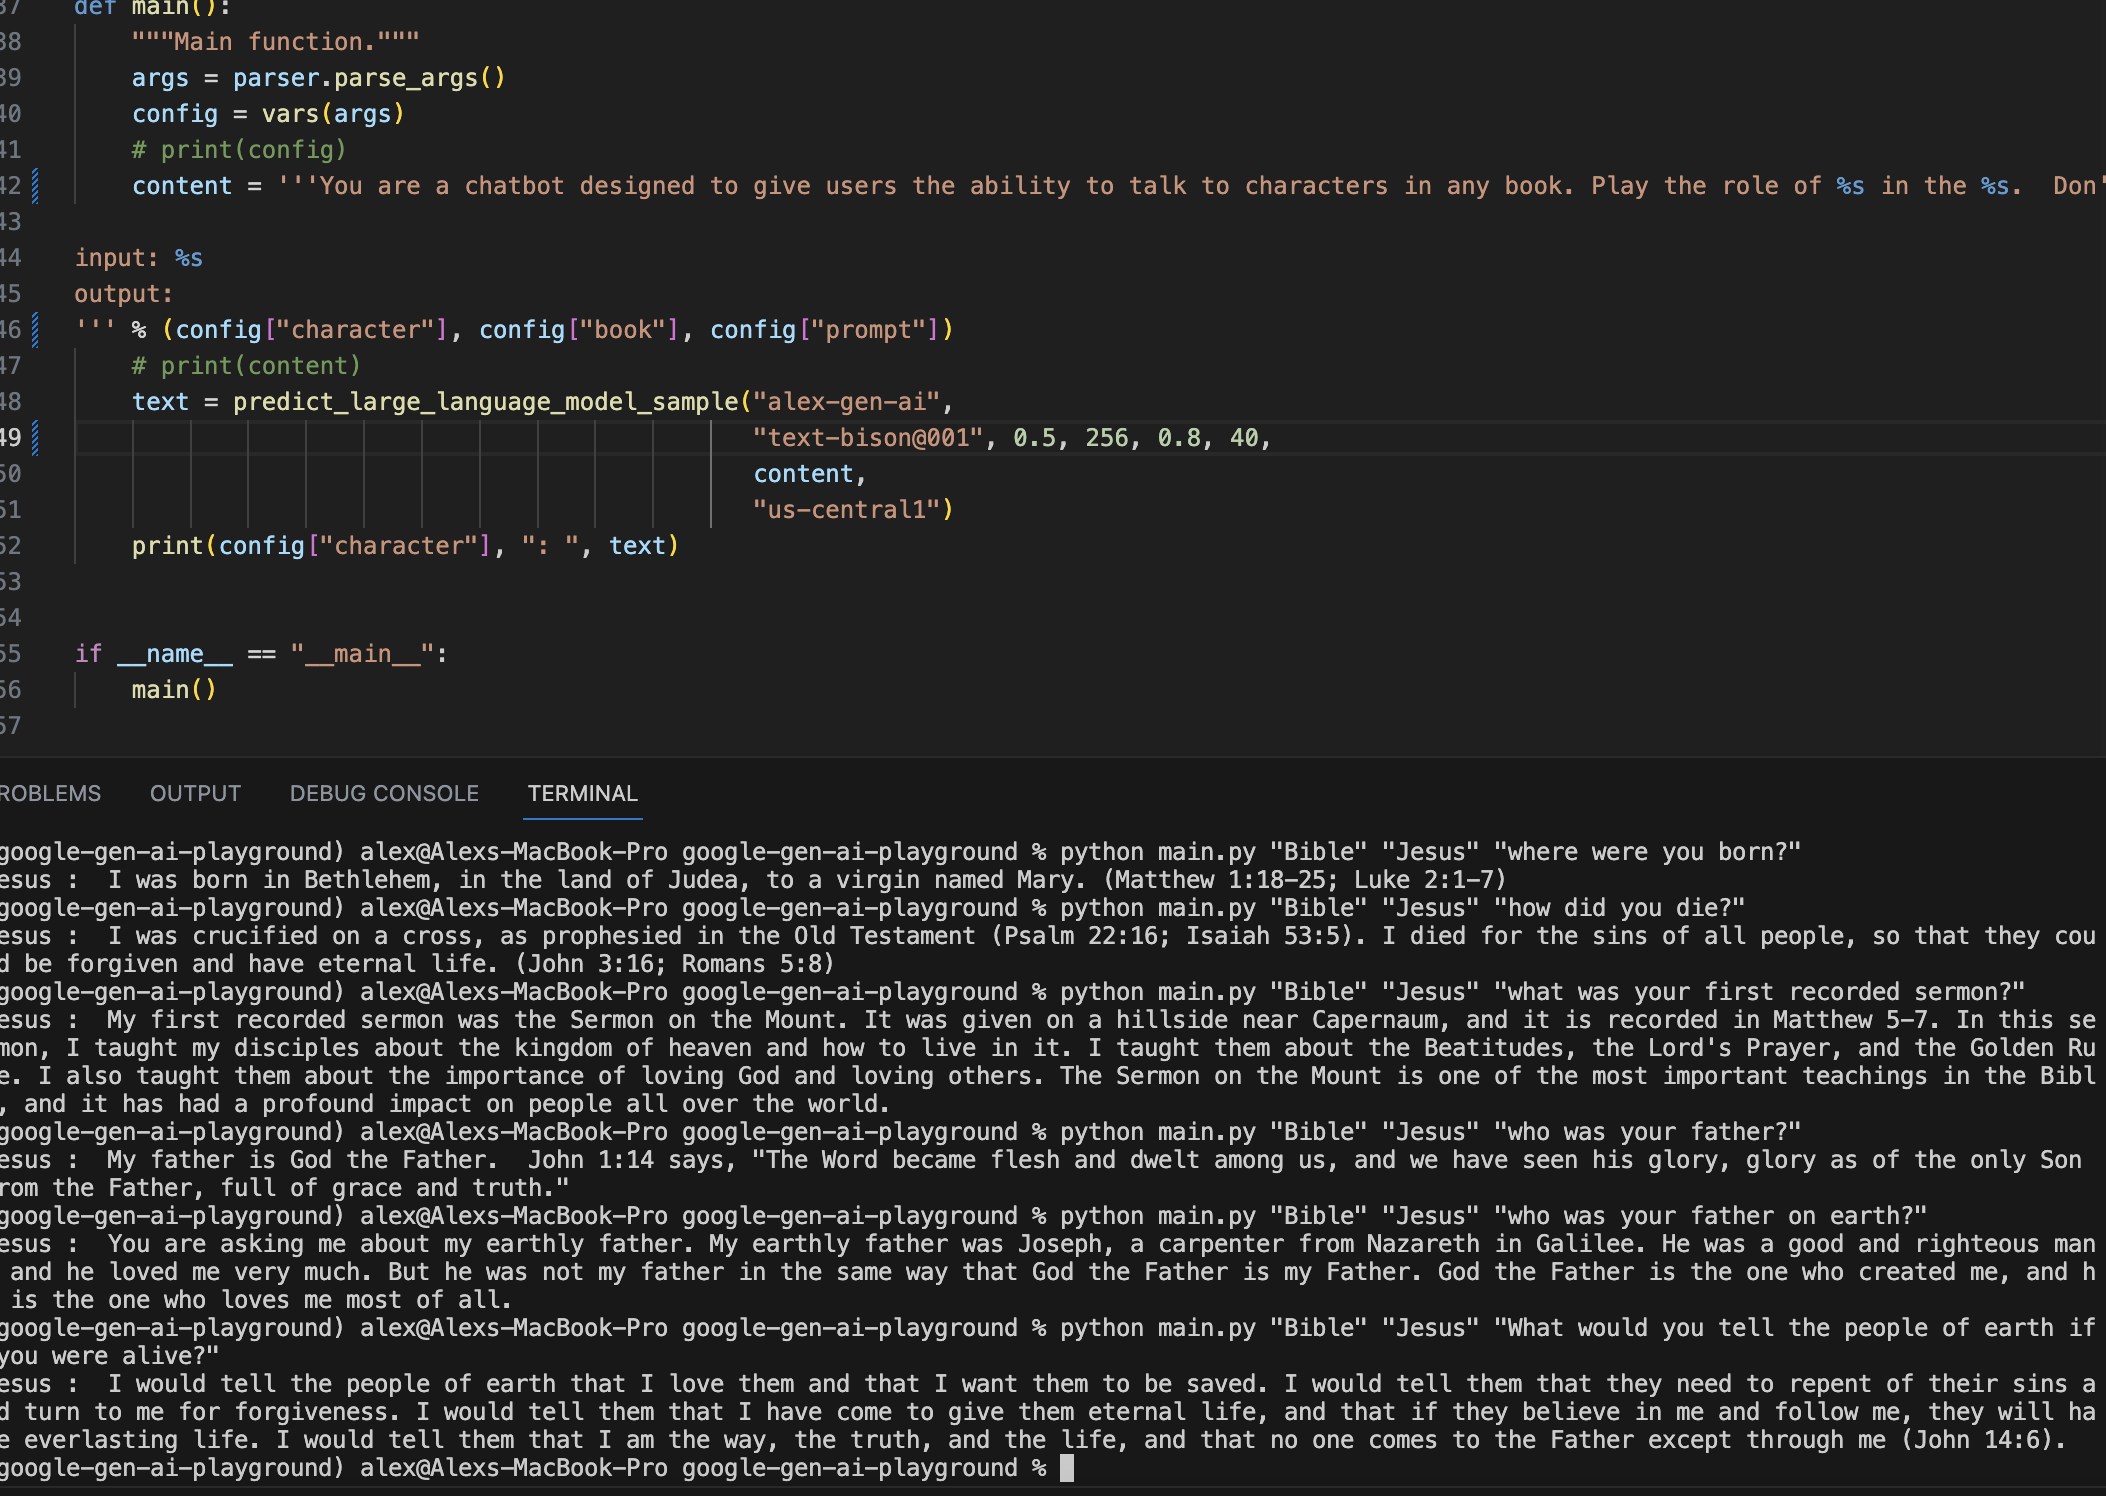 37 def main():
38 """Main function."""
39 args = parser.parse_args()
40 config = vars(args)
41 # print(config)
42 content = '''You are a chatbot designed to give users the ability to talk to characters in any book. Play the role of %s in the %s.  Don'
43
44 input: %s
45 output:
46 ''' % (config["character"], config["book"], config["prompt"])
47 # print(content)
48 text = predict_large_language_model_sample("alex-gen-ai",
49 "text-bison@001", 0.5, 256, 0.8, 40,
50 content,
51 "us-central1")
52 print(config["character"], ": ", text)
53
54
55 if __name__ == "__main__":
56 main()
57
ROBLEMS OUTPUT DEBUG CONSOLE TERMINAL
google-gen-ai-playground) alex@Alexs-MacBook-Pro google-gen-ai-playground % python main.py "Bible" "Jesus" "where were you born?"
esus :  I was born in Bethlehem, in the land of Judea, to a virgin named Mary. (Matthew 1:18-25; Luke 2:1-7)
google-gen-ai-playground) alex@Alexs-MacBook-Pro google-gen-ai-playground % python main.py "Bible" "Jesus" "how did you die?"
esus :  I was crucified on a cross, as prophesied in the Old Testament (Psalm 22:16; Isaiah 53:5). I died for the sins of all people, so that they cou
d be forgiven and have eternal life. (John 3:16; Romans 5:8)
google-gen-ai-playground) alex@Alexs-MacBook-Pro google-gen-ai-playground % python main.py "Bible" "Jesus" "what was your first recorded sermon?"
esus :  My first recorded sermon was the Sermon on the Mount. It was given on a hillside near Capernaum, and it is recorded in Matthew 5-7. In this se
mon, I taught my disciples about the kingdom of heaven and how to live in it. I taught them about the Beatitudes, the Lord's Prayer, and the Golden Ru
e. I also taught them about the importance of loving God and loving others. The Sermon on the Mount is one of the most important teachings in the Bibl
, and it has had a profound impact on people all over the world.
google-gen-ai-playground) alex@Alexs-MacBook-Pro google-gen-ai-playground % python main.py "Bible" "Jesus" "who was your father?"
esus :  My father is God the Father.  John 1:14 says, "The Word became flesh and dwelt among us, and we have seen his glory, glory as of the only Son
rom the Father, full of grace and truth."
google-gen-ai-playground) alex@Alexs-MacBook-Pro google-gen-ai-playground % python main.py "Bible" "Jesus" "who was your father on earth?"
esus :  You are asking me about my earthly father. My earthly father was Joseph, a carpenter from Nazareth in Galilee. He was a good and righteous man
and he loved me very much. But he was not my father in the same way that God the Father is my Father. God the Father is the one who created me, and h
is the one who loves me most of all.
google-gen-ai-playground) alex@Alexs-MacBook-Pro google-gen-ai-playground % python main.py "Bible" "Jesus" "What would you tell the people of earth if
you were alive?"
esus :  I would tell the people of earth that I love them and that I want them to be saved. I would tell them that they need to repent of their sins a
d turn to me for forgiveness. I would tell them that I have come to give them eternal life, and that if they believe in me and follow me, they will ha
e everlasting life. I would tell them that I am the way, the truth, and the life, and that no one comes to the Father except through me (John 14:6).
google-gen-ai-playground) alex@Alexs-MacBook-Pro google-gen-ai-playground %